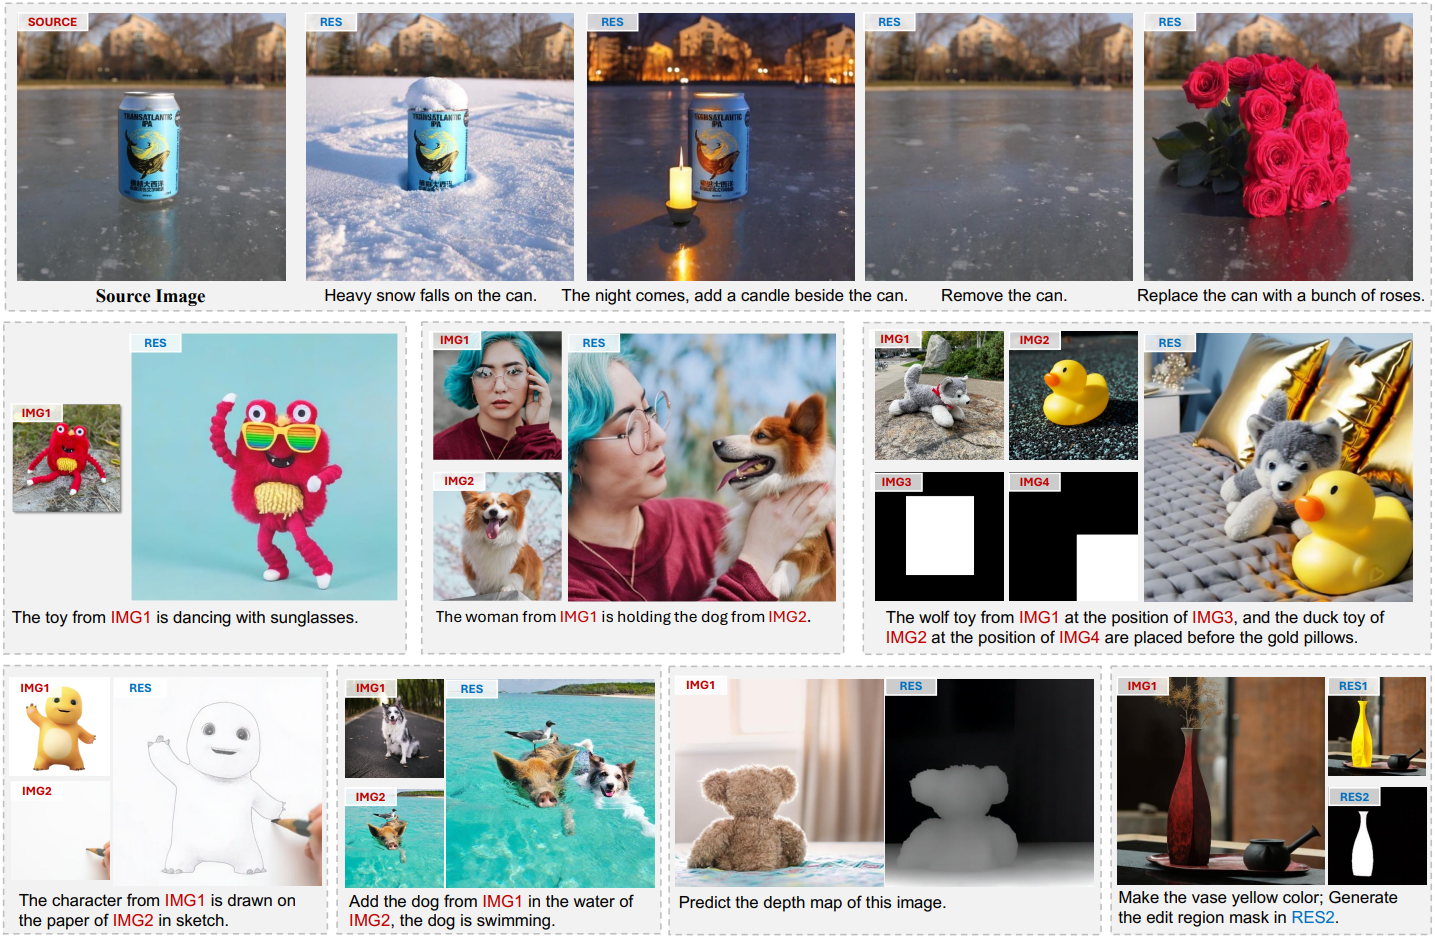 SOURCE
RES
RES
RES
RES
TRANSATLANTIC
IPA
TRANSATLANTIC
IPA
TRANSATLANTIC
IPA
Source Image
Heavy snow falls on the can.
The night comes, add a candle beside the can.
Remove the can.
Replace the can with a bunch of roses.
IMG1
RES
The toy from IMG1 is dancing with sunglasses.
IMG1
IMG2
RES
The woman from IMG1 is holding the dog from IMG2.
IMG1
IMG2
IMG3
IMG4
RES
The wolf toy from IMG1 at the position of IMG3, and the duck toy of
IMG2 at the position of IMG4 are placed before the gold pillows.
IMG1
IMG2
RES
The character from IMG1 is drawn on
the paper of IMG2 in sketch.
IMG1
IMG2
RES
Add the dog from IMG1 in the water of
IMG2, the dog is swimming.
IMG1
RES
Predict the depth map of this image.
IMG1
RES1
RES2
Make the vase yellow color; Generate
the edit region mask in RES2.